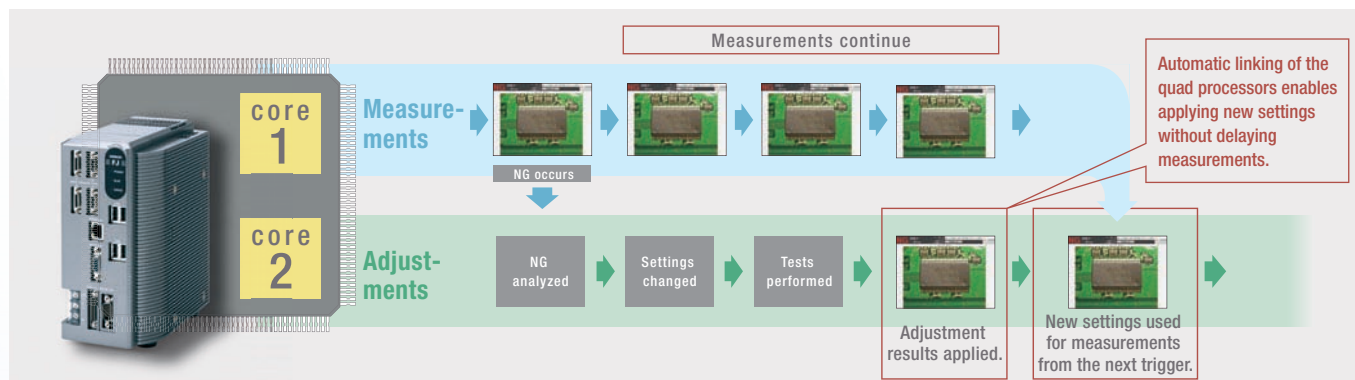 Measurements continue
Automatic linking of the
quad processors enables
applying new settings
without delaying
measurements.
core
1
Measure-
ments
NG occurs
core
2
Adjust-
ments
NG
analyzed
Settings
changed
Tests
performed
Adjustment
results applied.
New settings used
for measurements
from the next trigger.